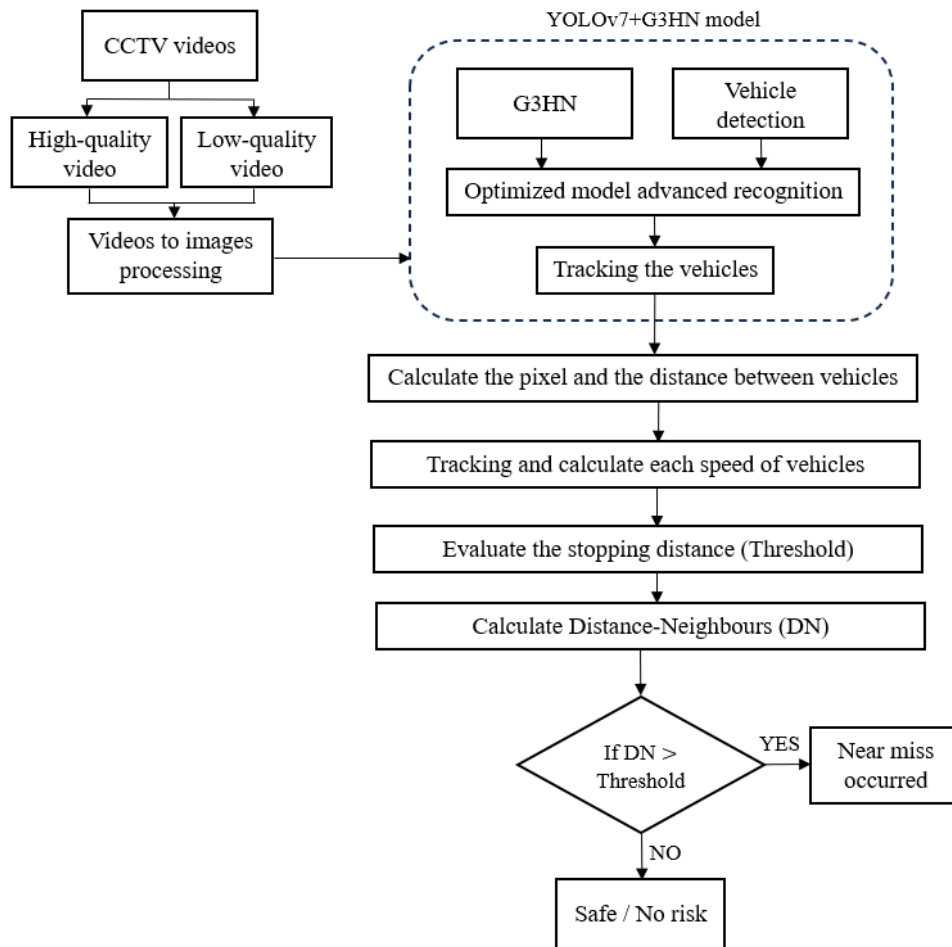 YOLOv7+G3HN model
CCTV videos
High-quality
video
Low-quality
video
Videos to images
processing
G3HN
Vehicle
detection
Optimized model advanced recognition
Tracking the vehicles
Calculate the pixel and the distance between vehicles
Tracking and calculate each speed of vehicles
Evaluate the stopping distance (Threshold)
Calculate Distance-Neighbours (DN)
If DN >
Threshold
YES
Near miss
occurred
NO
Safe / No risk